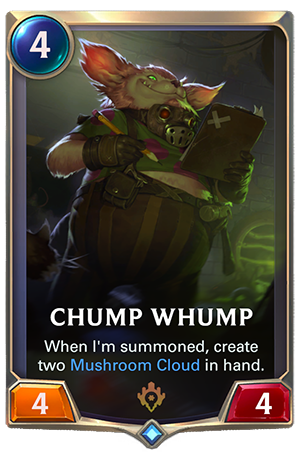 4
CHUMP WHUMP
When I'm summoned, create
two Mushroom Cloud in hand.
4 4